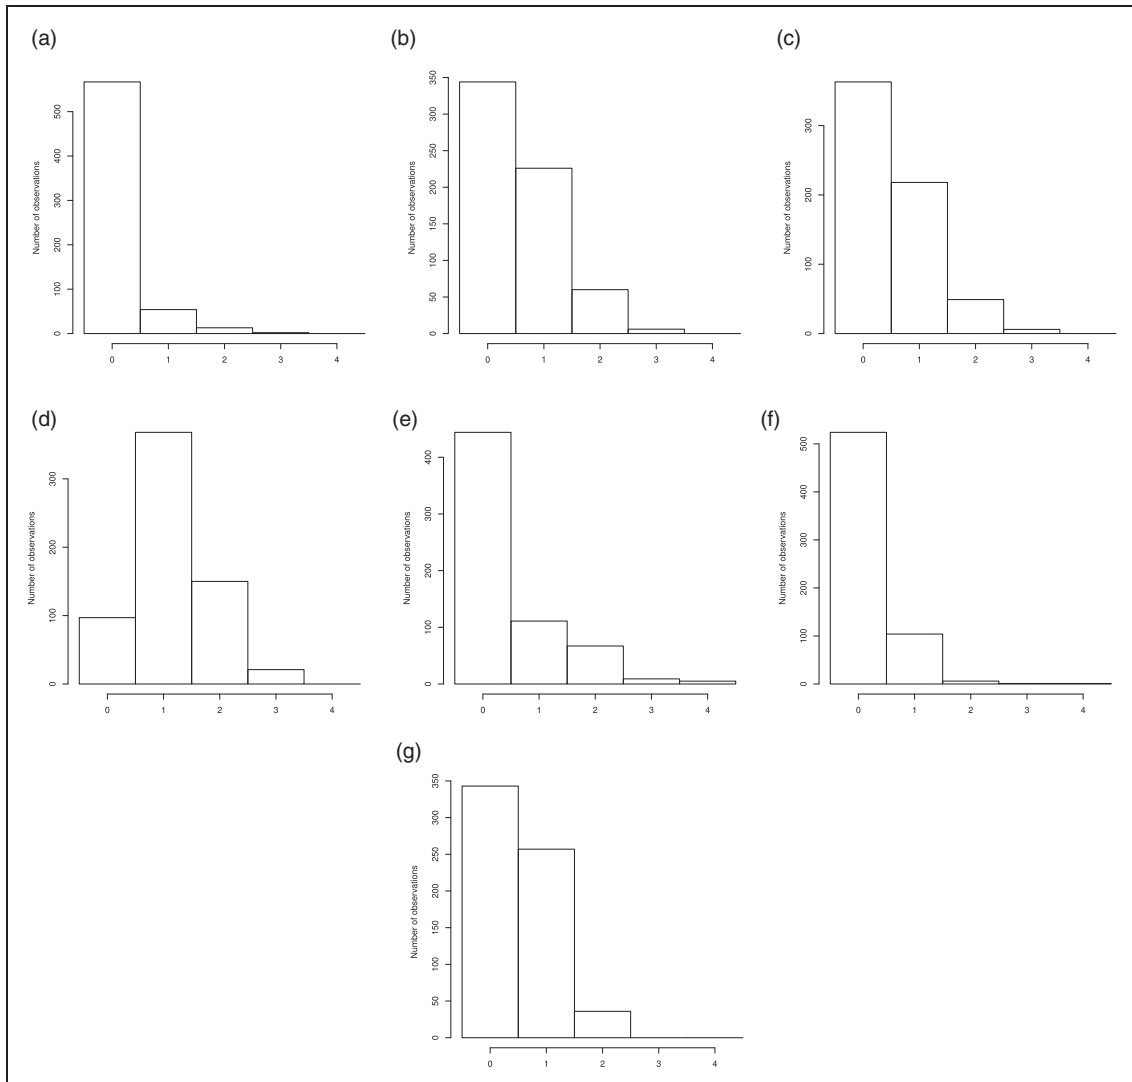 (a)
(b)
(c)
Number of observations
0 100 200 300 400 500
0 1 2 3 4
Number of observations
0 50 100 150 200 250 300 350
0 1 2 3 4
Number of observations
0 100 200 300
0 1 2 3 4
(d)
(e)
(f)
Number of observations
0 100 200 300
0 1 2 3 4
Number of observations
0 100 200 300 400
0 1 2 3 4
Number of observations
0 100 200 300 400 500
0 1 2 3 4
(g)
Number of observations
0 50 100 150 200 250 300 350
0 1 2 3 4